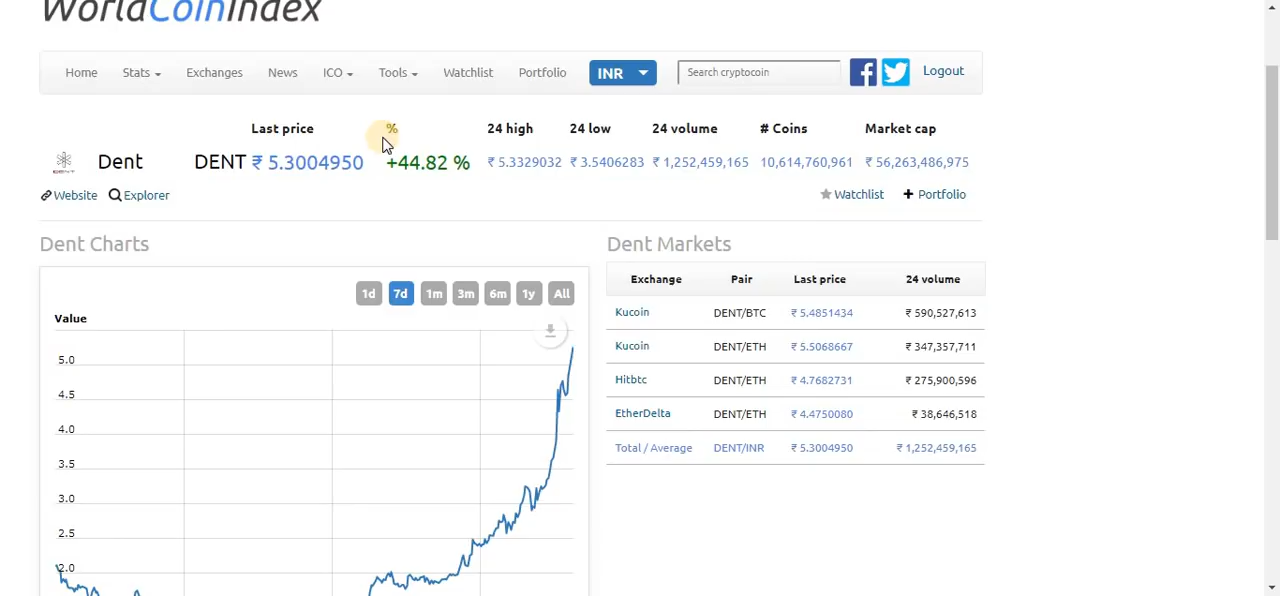 WorldCoinIndex
Home Stats Exchanges News ICO Tools Watchlist Portfolio INR Search cryptocoin Logout
Last price % 24 high 24 low 24 volume # Coins Market cap
Dent DENT ₹ 5.3004950 +44.82 % ₹ 5.3329032 ₹ 3.5406283 ₹ 1,252,459,165 10,614,760,961 ₹ 56,263,486,975
Website Explorer Watchlist + Portfolio
Dent Charts
1d 7d 1m 3m 6m 1y All
Value
5.0
4.5
4.0
3.5
3.0
2.5
2.0
Dent Markets
Exchange Pair Last price 24 volume
Kucoin DENT/BTC ₹ 5.4851434 ₹ 590,527,613
Kucoin DENT/ETH ₹ 5.5068667 ₹ 347,357,711
Hitbtc DENT/ETH ₹ 4.7682731 ₹ 275,900,596
EtherDelta DENT/ETH ₹ 4.4750080 ₹ 38,646,518
Total / Average DENT/INR ₹ 5.3004950 ₹ 1,252,459,165